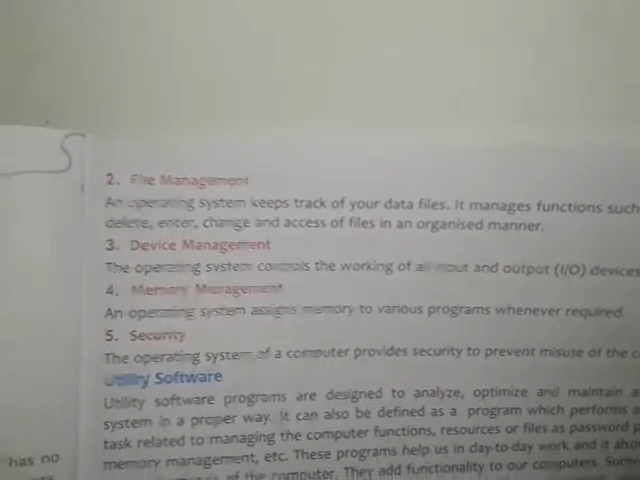 2. File Management
An operating system keeps track of your data files. It manages functions such
delete, enter, change and access of files in an organised manner.
3. Device Management
The operating system controls the working of all input and output (I/O) devices
4. Memory Management
An operating system assigns memory to various programs whenever required.
5. Security
The operating system of a computer provides security to prevent misuse of the
Utility Software
Utility software programs are designed to analyze, optimize and maintain
system in a proper way. It can also be defined as a program which performs
task related to managing the computer functions, resources or files as password
memory management, etc. These programs help us in day-to-day work and it also
of the computer. They add functionality to our computers. Some
has no